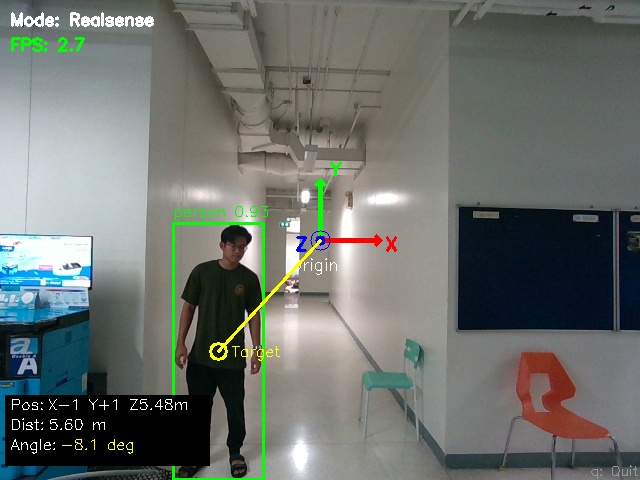 Mode: Realsense
FPS: 2.7
Y
person 0.93
Z
X
Origin
Target
Double A
A
Pos: X-1 Y+1 Z5.48m
Dist: 5.60 m
Angle: -8.1 deg
q: Quit